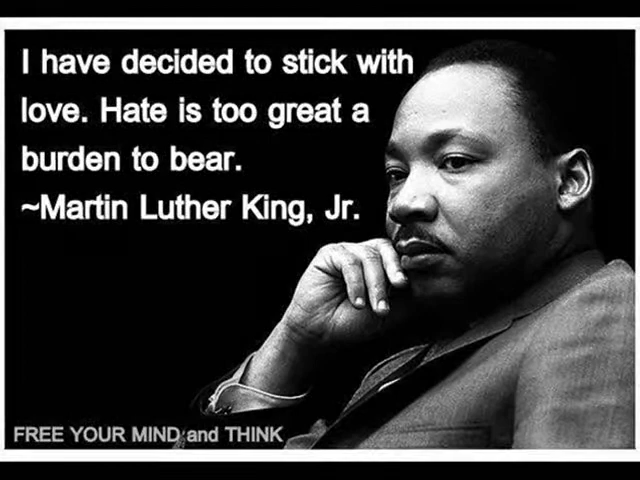 I have decided to stick with
love. Hate is too great a
burden to bear.
~Martin Luther King, Jr.
FREE YOUR MIND and THINK